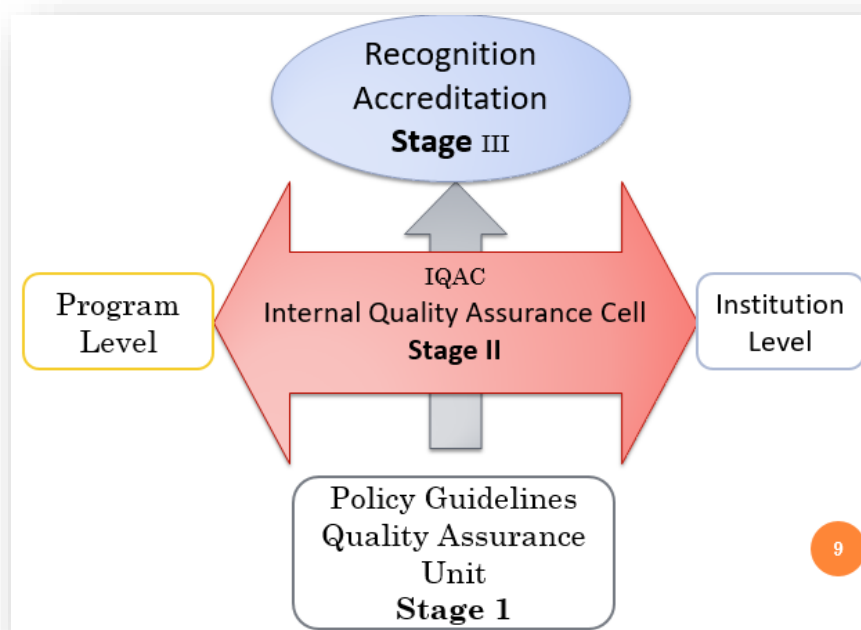 Recognition
Accreditation
Stage III
IQAC
Internal Quality Assurance Cell
Stage II
Program
Level
Institution
Level
Policy Guidelines
Quality Assurance
Unit
Stage 1
9